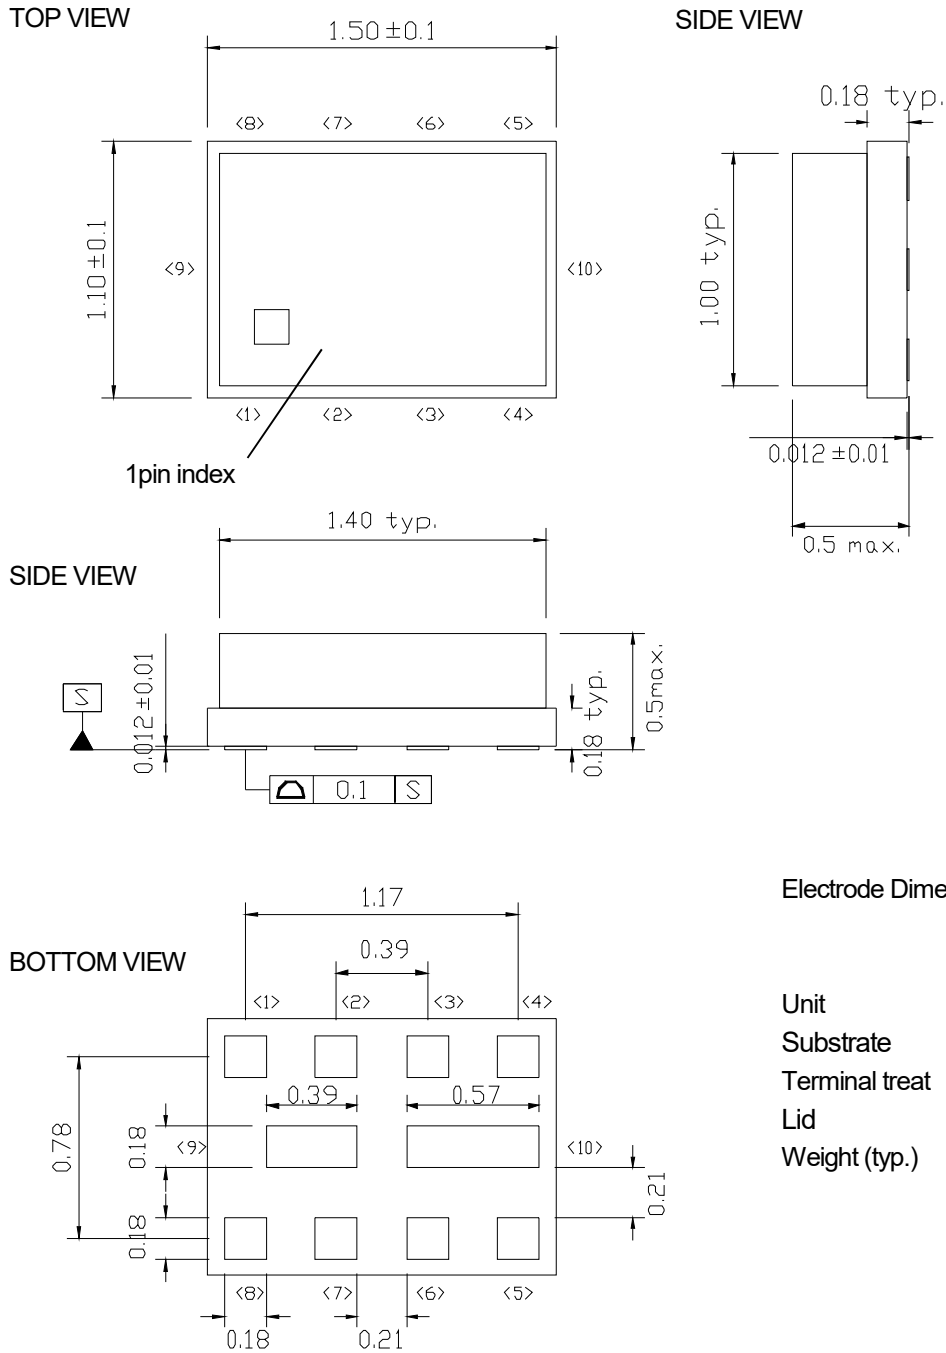 TOP VIEW
SIDE VIEW
1.50±0.1
0.18 typ.
<8> <7> <6> <5>
1.10±0.1
<9>
<10>
1.00 typ.
<1> <2> <3> <4>
1pin index
0.012±0.01
0.5 max.
1.40 typ.
SIDE VIEW
S
0.012±0.01
0.18 typ.
0.5max.
0.1 S
Electrode Dime
1.17
0.39
BOTTOM VIEW
<1> <2> <3> <4>
Unit
Substrate
Terminal treat
Lid
Weight (typ.)
0.39 0.57
0.78
0.18
<9>
<10>
0.21
0.18
<8> <7> <6> <5>
0.18 0.21